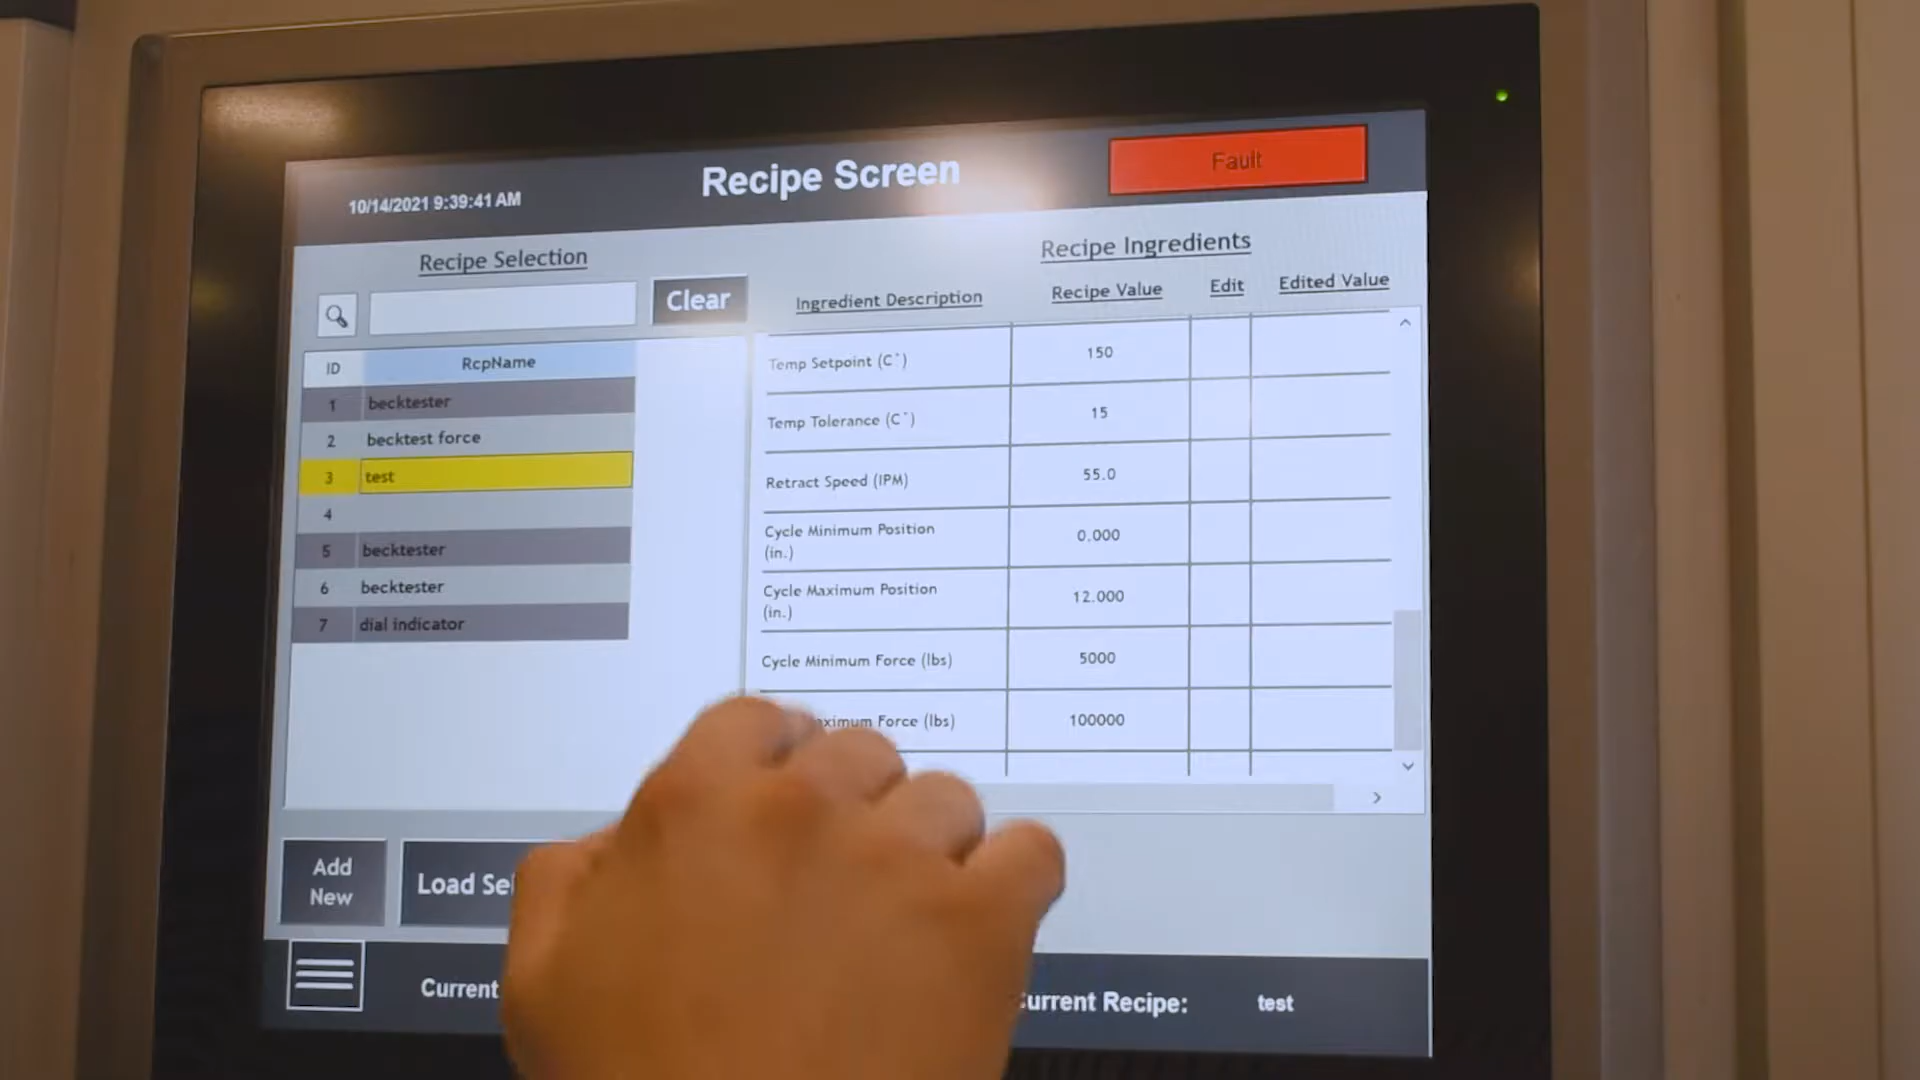 10/14/2021 9:39:41 AM
Recipe Screen
Fault
Recipe Selection
Clear
ID RcpName
1 becktester
2 becktest force
3 test
4
5 becktester
6 becktester
7 dial indicator
Recipe Ingredients
Ingredient Description Recipe Value Edit Edited Value
Temp Setpoint (C°) 150
Temp Tolerance (C°) 15
Retract Speed (IPM) 55.0
Cycle Minimum Position
(in.) 0.000
Cycle Maximum Position
(in.) 12.000
Cycle Minimum Force (lbs) 5000
Force (lbs) 100000
Add
New
Load
Current
Recipe: test